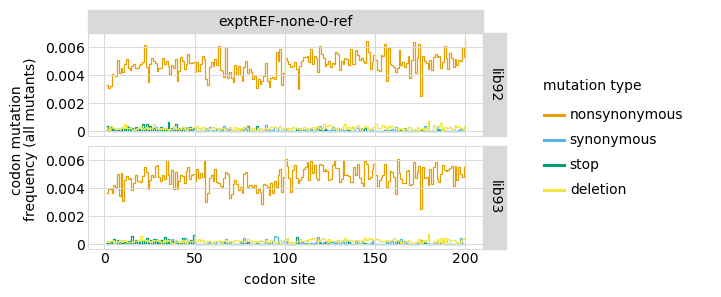 exptREF-none-0-ref
0.006
0.004
0.002
0
lib92
0.006
0.004
0.002
0
lib93
0
50
100
150
200
codon site
codon mutation
frequency (all mutants)
mutation type
nonsynonymous
synonymous
stop
deletion